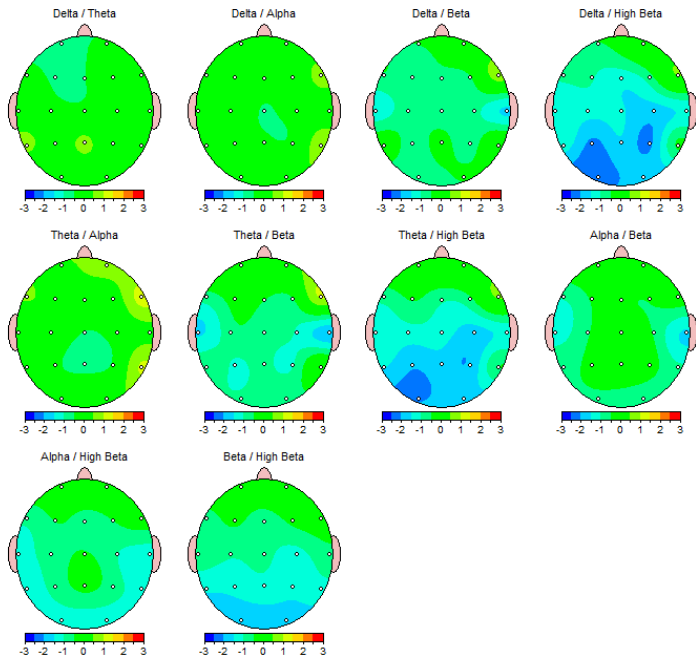 Delta / Theta
Delta / Alpha
Delta / Beta
Delta / High Beta
-3 -2 -1 0 1 2 3
-3 -2 -1 0 1 2 3
-3 -2 -1 0 1 2 3
-3 -2 -1 0 1 2 3
Theta / Alpha
Theta / Beta
Theta / High Beta
Alpha / Beta
-3 -2 -1 0 1 2 3
-3 -2 -1 0 1 2 3
-3 -2 -1 0 1 2 3
-3 -2 -1 0 1 2 3
Alpha / High Beta
Beta / High Beta
-3 -2 -1 0 1 2 3
-3 -2 -1 0 1 2 3